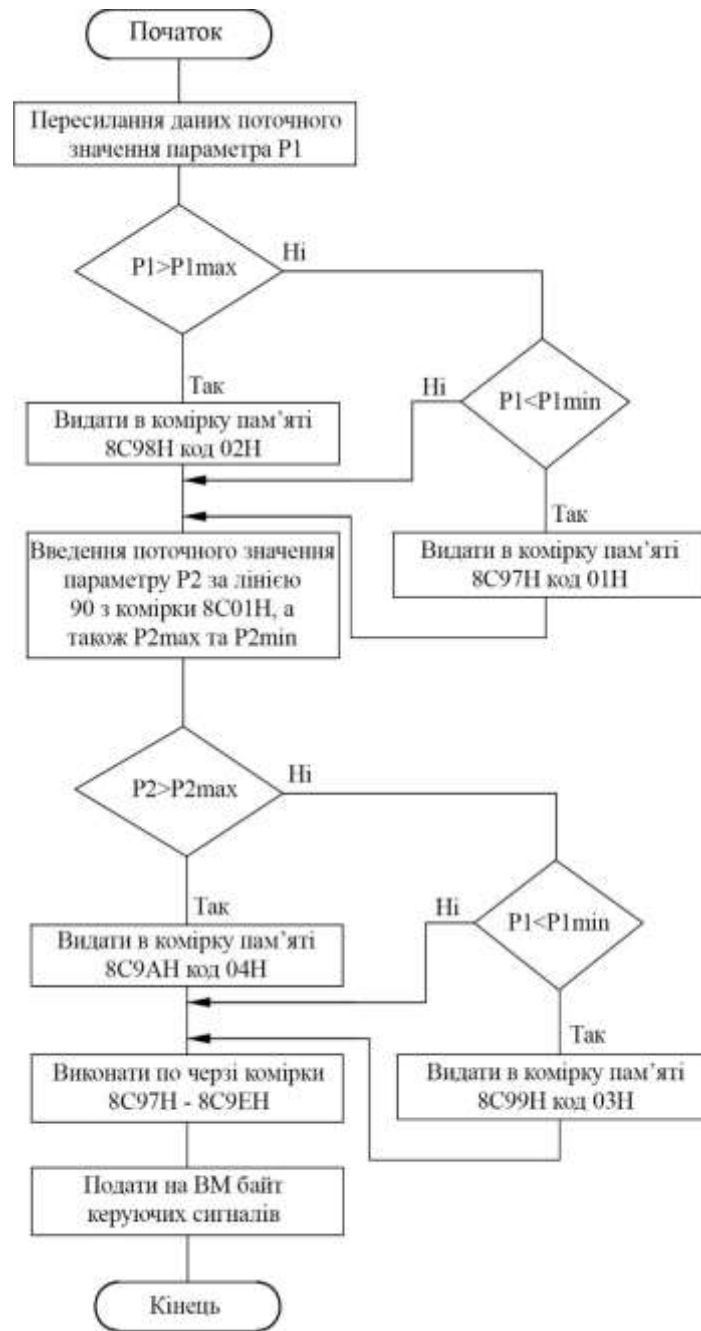 Початок
Пересилання даних поточного
значення параметра P1
P1>P1max
Ні
Так
Ні
P1<P1min
Видати в комірку пам’яті
8C98H код 02H
Так
Видати в комірку пам’яті
8C97H код 01H
Введення поточного значення
параметру P2 за лінією
90 з комірки 8C01H, а
також P2max та P2min
P2>P2max
Ні
Так
Ні
P1<P1min
Видати в комірку пам’яті
8C9AH код 04H
Так
Видати в комірку пам’яті
8C99H код 03H
Виконати по черзі комірки
8C97H - 8C9EH
Подати на ВМ байт
керуючих сигналів
Кінець